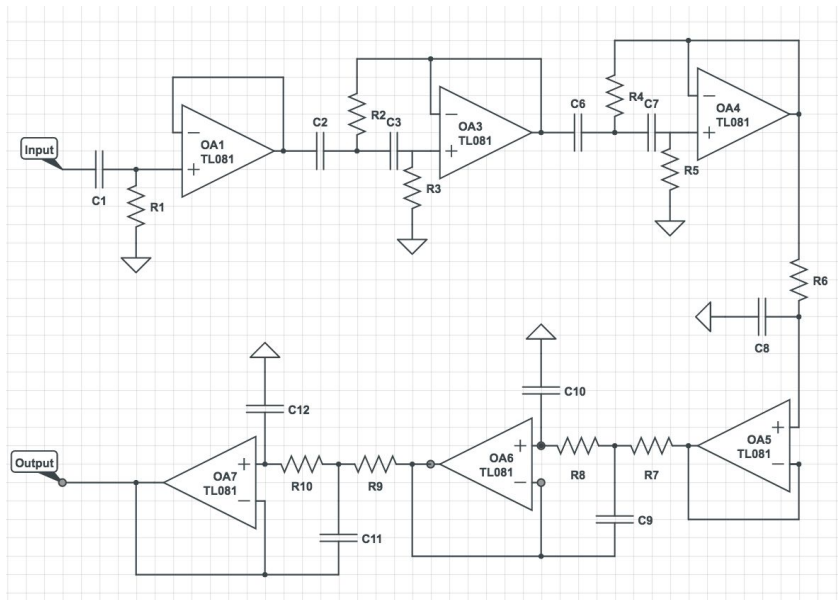 Input
C1
R1
OA1
TL081
C2
R2
C3
R3
OA3
TL081
C6
R4
C7
R5
OA4
TL081
R6
C8
OA5
TL081
R7
C9
R8
C10
OA6
TL081
R9
C11
R10
C12
OA7
TL081
Output